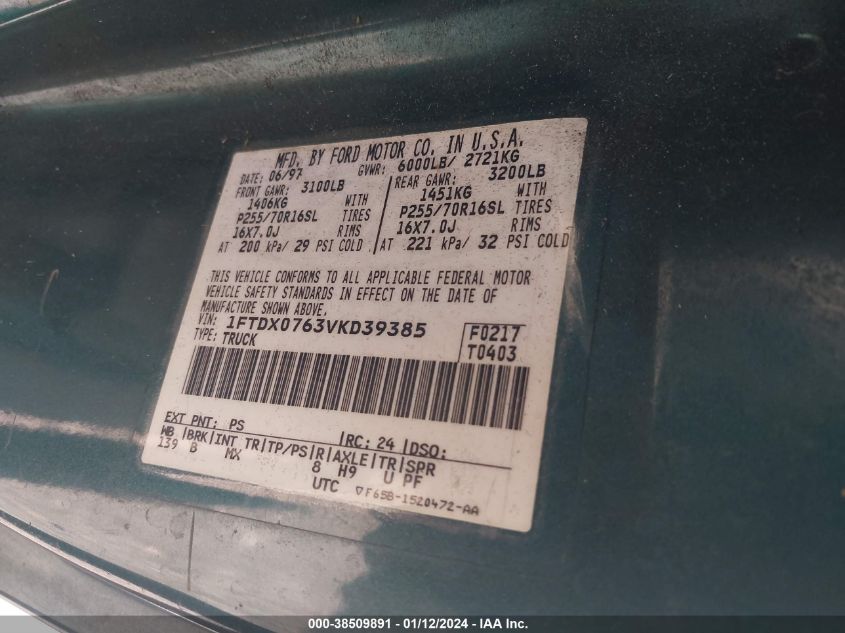 MFD. BY FORD MOTOR CO. IN U.S.A.
DATE: 06/97 GVWR: 6000LB/ 2721KG
FRONT GAWR: 3100LB
1406KG WITH
P255/70R16SL TIRES
16X7.0J RIMS
AT 200 kPa/ 29 PSI COLD
REAR GAWR: 3200LB
1451KG WITH
P255/70R16SL TIRES
16X7.0J RIMS
AT 221 kPa/ 32 PSI COLD
THIS VEHICLE CONFORMS TO ALL APPLICABLE FEDERAL MOTOR
VEHICLE SAFETY STANDARDS IN EFFECT ON THE DATE OF
MANUFACTURE SHOWN ABOVE.
VIN: 1FTDX0763VKD39385
TYPE: TRUCK
F0217
T0403
EXT PNT: PS RC: 24 DSO:
WB BRK INT TR TP/PS R AXLE TR SPR
139 B MX 8 H9 U PF
UTC ▽F65B-1520472-AA
000-38509891 - 01/12/2024 - IAA Inc.